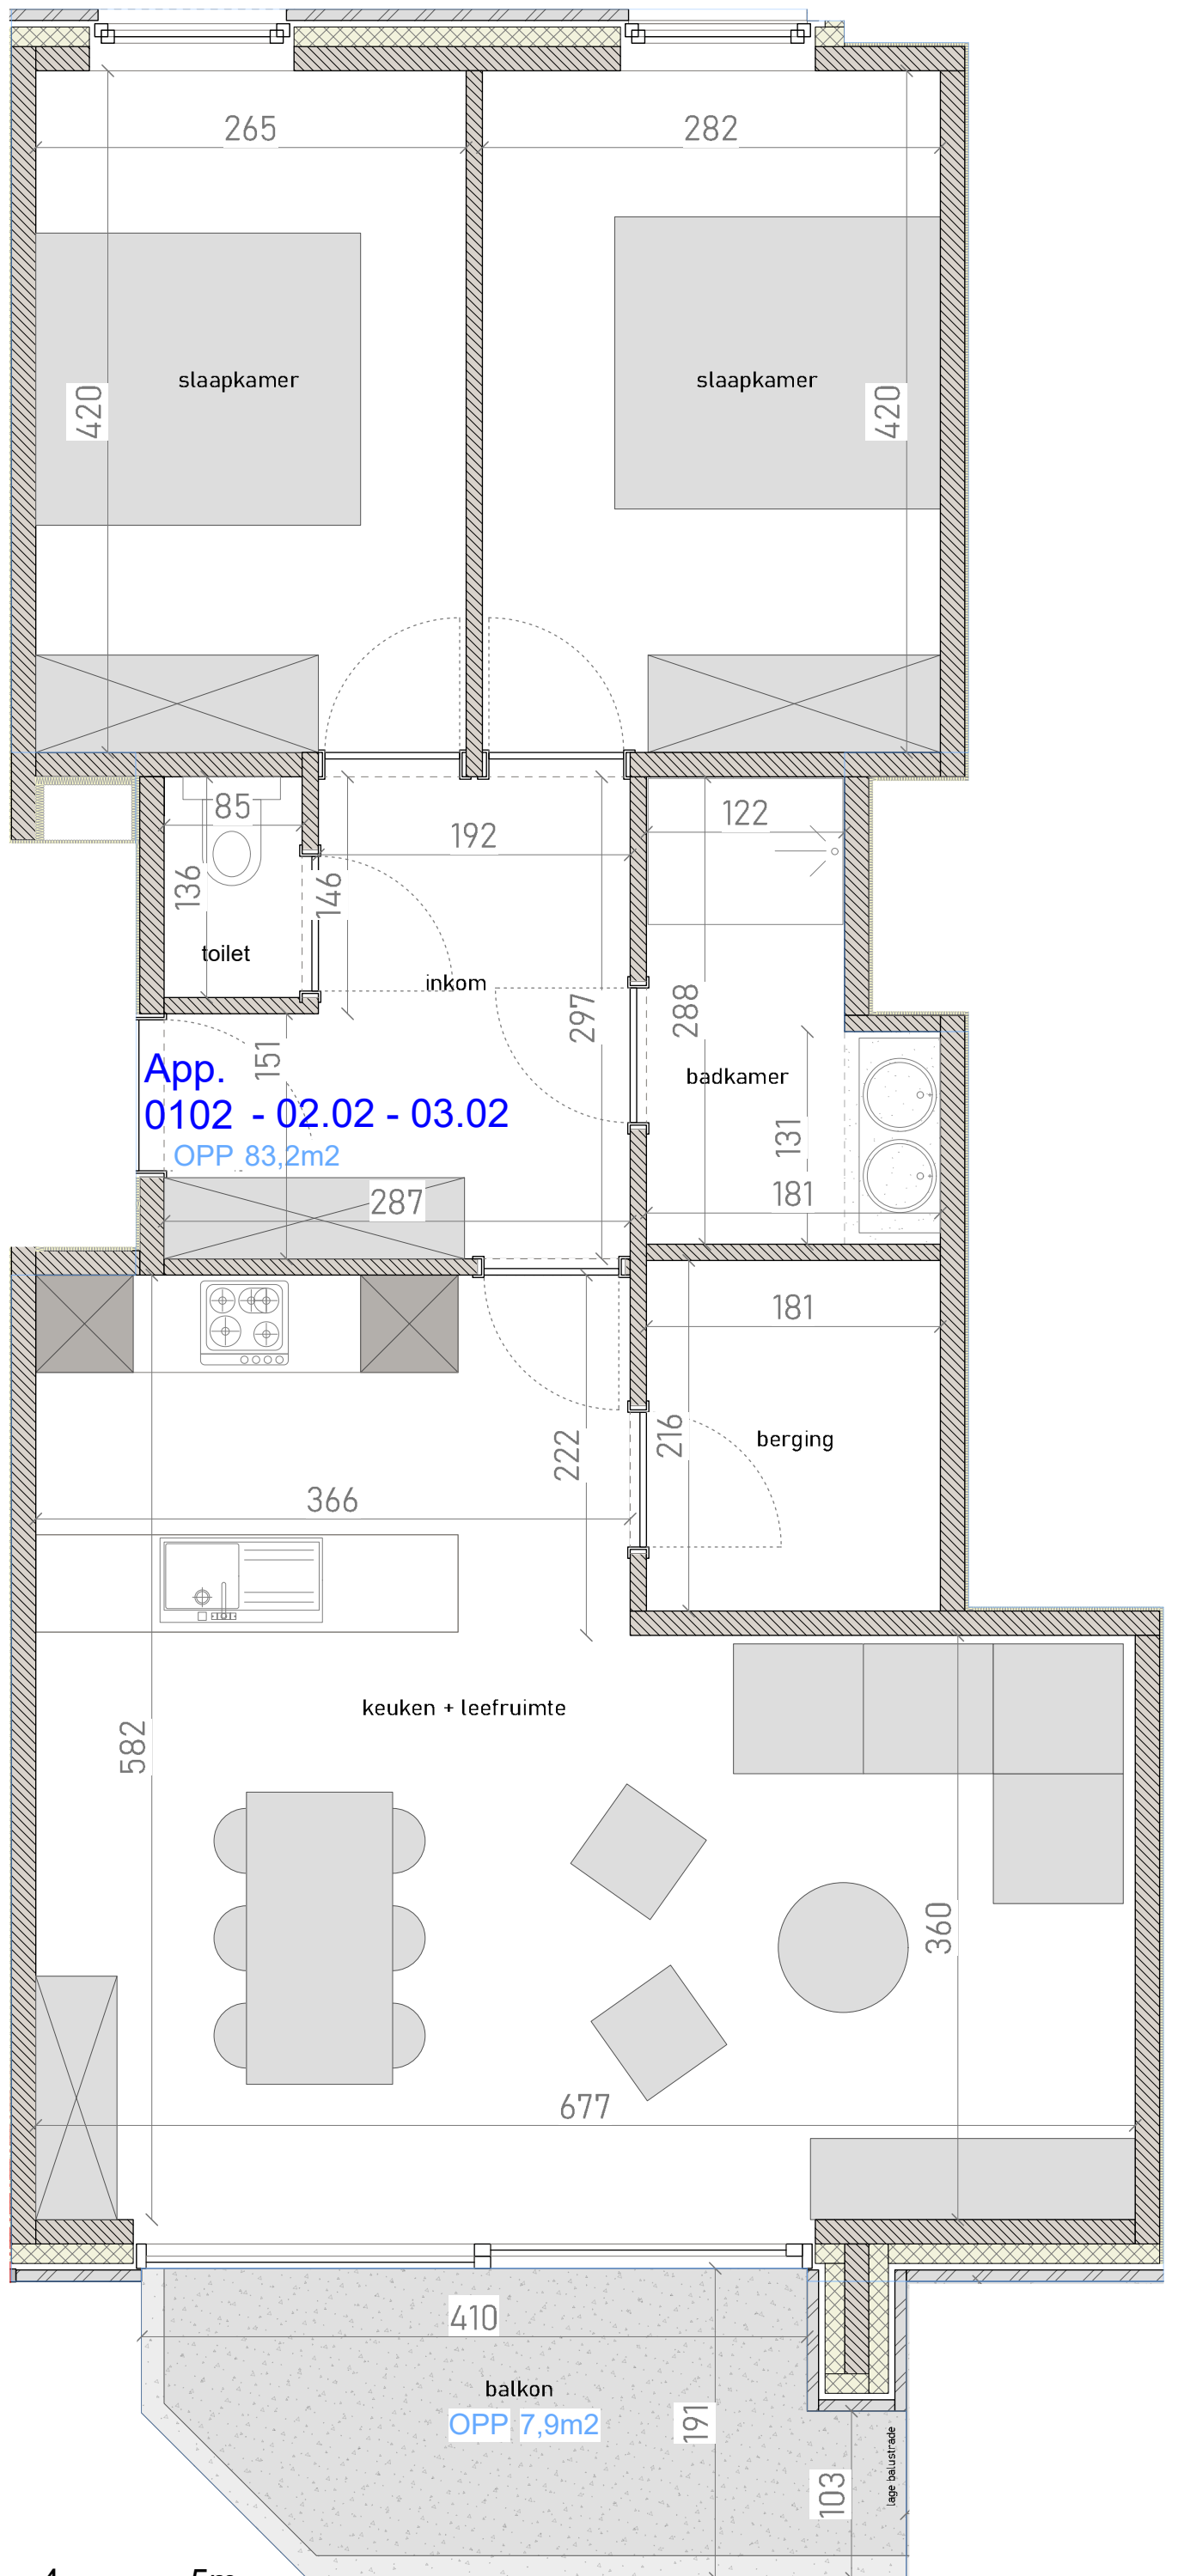 265
282
slaapkamer
slaapkamer
420
420
85
122
192
136
146
toilet
inkom
297
288
151
App.
badkamer
0102 - 02.02 - 03.02
131
OPP 83,2m2
287
181
181
216
berging
222
366
keuken + leefruimte
582
360
677
410
balkon
OPP 7,9m2
191
103
lage balustrade
5m